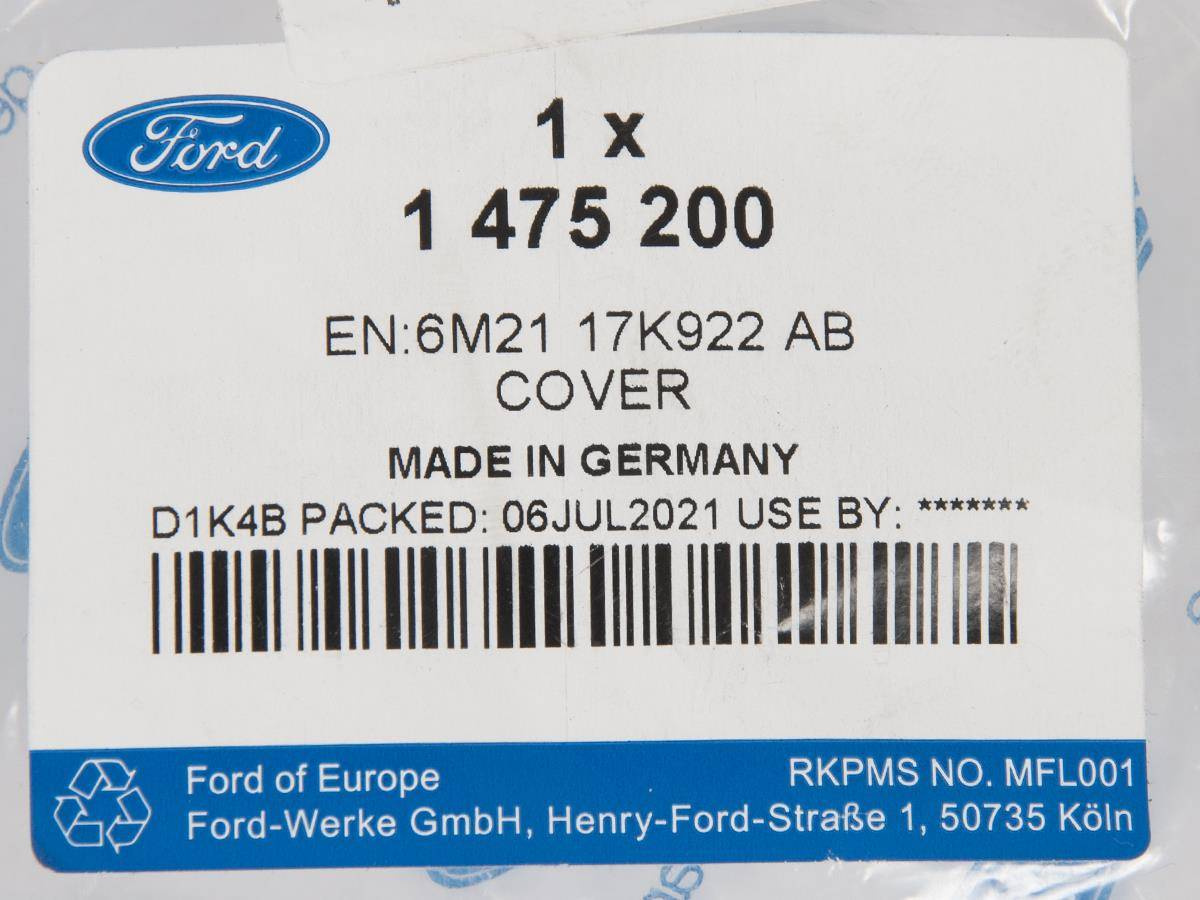 Ford
1 x
1 475 200
EN:6M21 17K922 AB
COVER
MADE IN GERMANY
D1K4B PACKED: 06JUL2021 USE BY: *******
Ford of Europe
RKPMS NO. MFL001
Ford-Werke GmbH, Henry-Ford-Straße 1, 50735 Köln